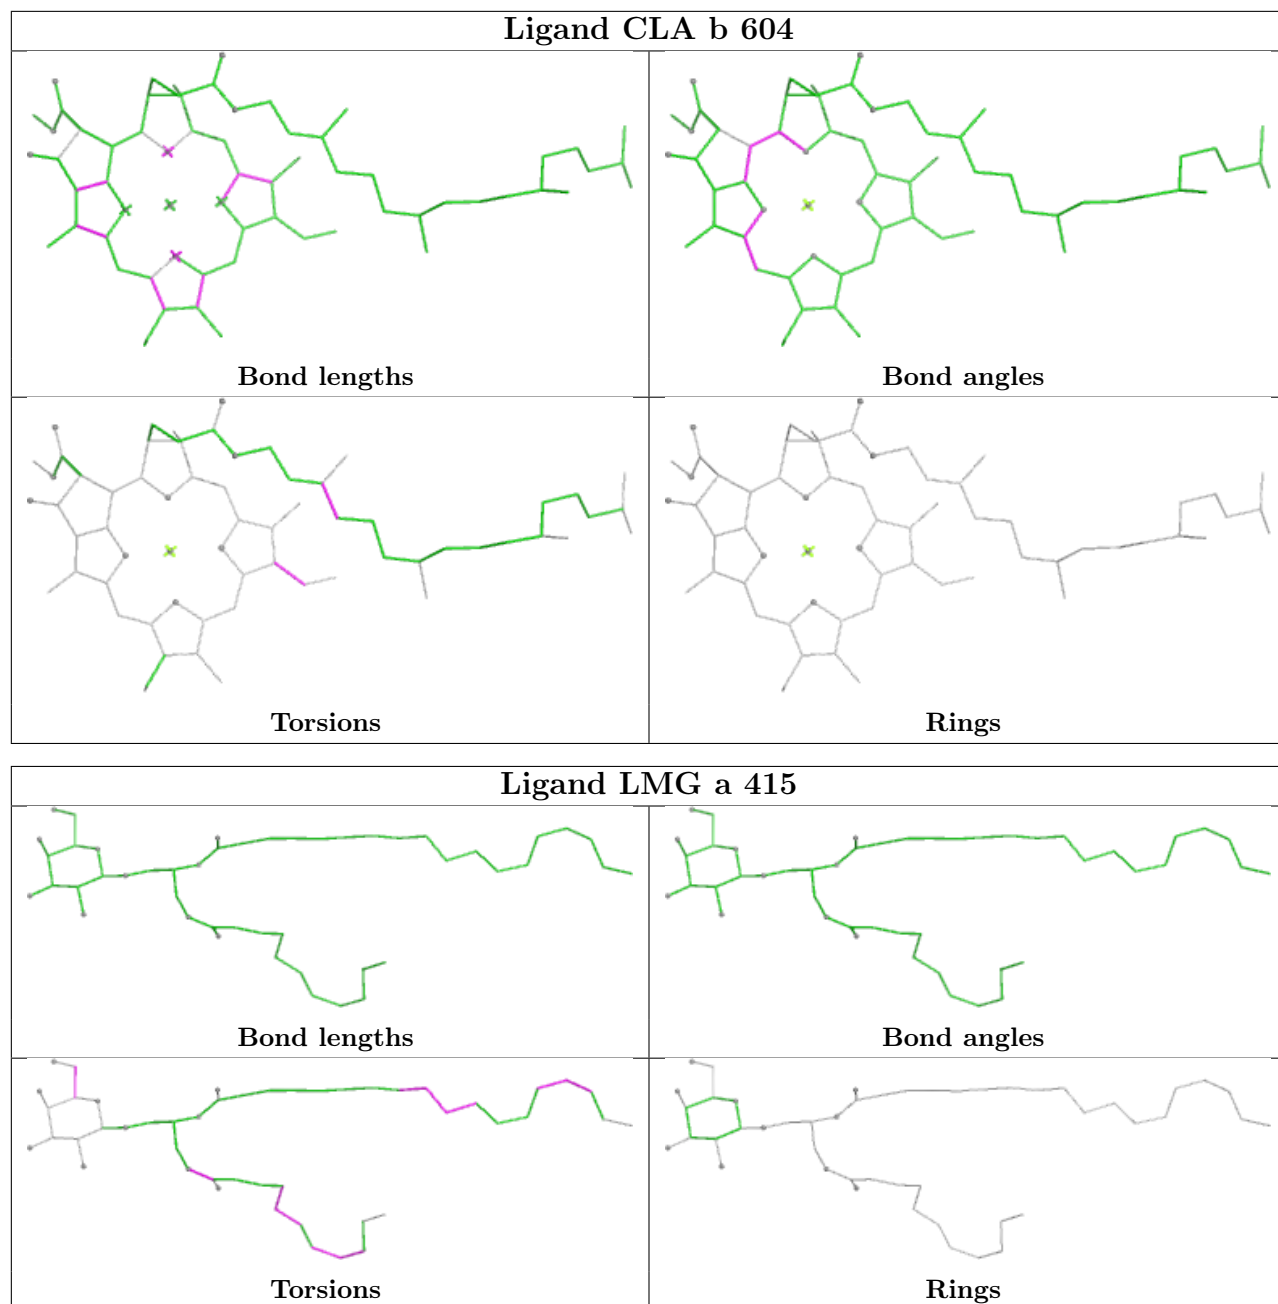 Ligand CLA b 604
Bond lengths
Bond angles
Torsions
Rings
Ligand LMG a 415
Bond lengths
Bond angles
Torsions
Rings